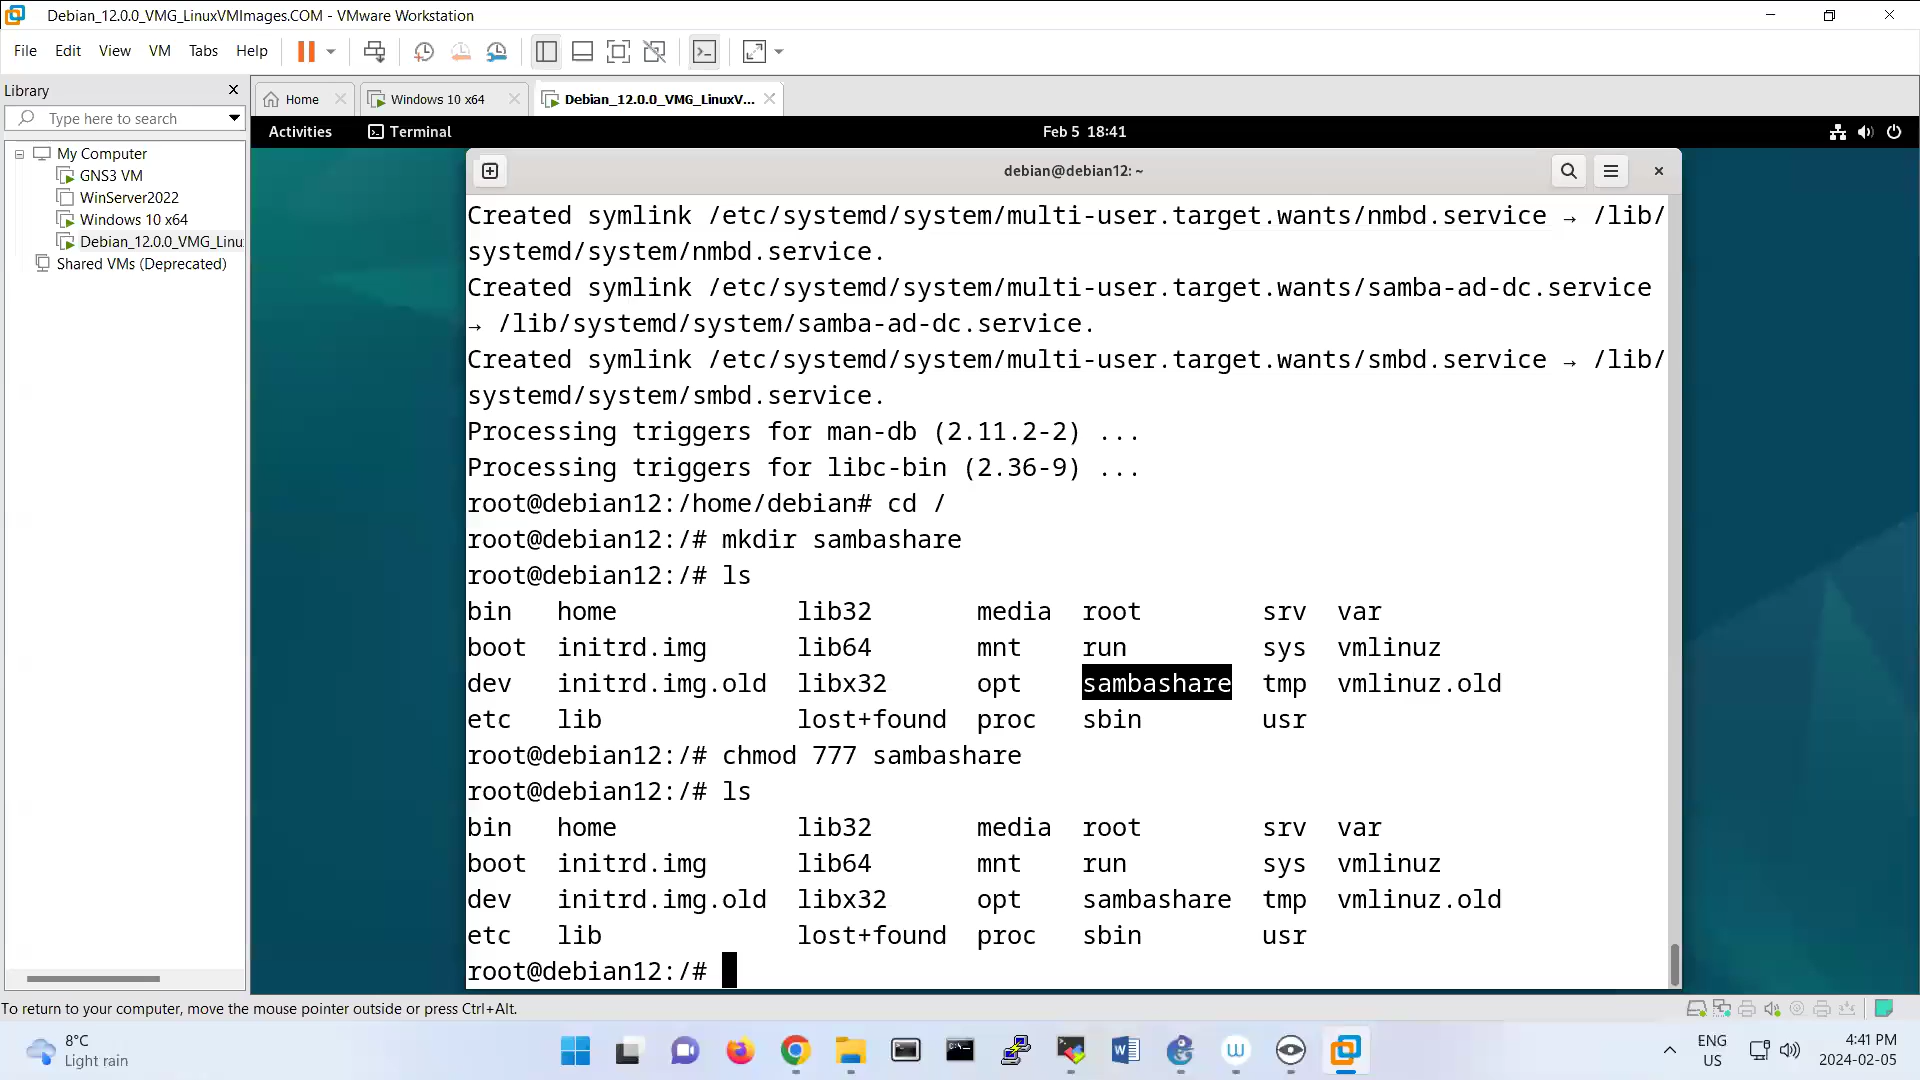 Debian_12.0.0_VMG_LinuxVMImages.COM - VMware Workstation
File Edit View VM Tabs Help
Library
Type here to search
My Computer
GNS3 VM
WinServer2022
Windows 10 x64
Debian_12.0.0_VMG_Linu
Shared VMs (Deprecated)
Home Windows 10 x64 Debian_12.0.0_VMG_LinuxV...
Activities Terminal Feb 5 18:41
debian@debian12: ~
Created symlink /etc/systemd/system/multi-user.target.wants/nmbd.service → /lib/
systemd/system/nmbd.service.
Created symlink /etc/systemd/system/multi-user.target.wants/samba-ad-dc.service
→ /lib/systemd/system/samba-ad-dc.service.
Created symlink /etc/systemd/system/multi-user.target.wants/smbd.service → /lib/
systemd/system/smbd.service.
Processing triggers for man-db (2.11.2-2) ...
Processing triggers for libc-bin (2.36-9) ...
root@debian12:/home/debian# cd /
root@debian12:/# mkdir sambashare
root@debian12:/# ls
bin home lib32 media root srv var
boot initrd.img lib64 mnt run sys vmlinuz
dev initrd.img.old libx32 opt sambashare tmp vmlinuz.old
etc lib lost+found proc sbin usr
root@debian12:/# chmod 777 sambashare
root@debian12:/# ls
bin home lib32 media root srv var
boot initrd.img lib64 mnt run sys vmlinuz
dev initrd.img.old libx32 opt sambashare tmp vmlinuz.old
etc lib lost+found proc sbin usr
root@debian12:/#
To return to your computer, move the mouse pointer outside or press Ctrl+Alt.
8°C
Light rain
ENG
US
4:41 PM
2024-02-05